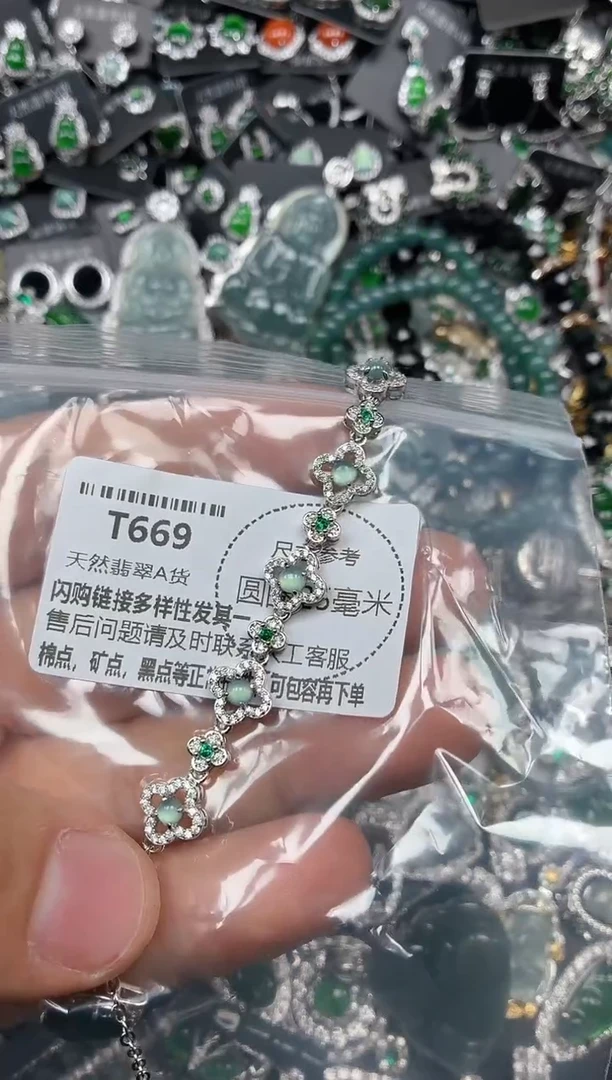 T669
天然翡翠A货
尺 参考
圆 毫米
闪购链接多样性发其一
售后问题请及时联 工客服
棉点，矿点，黑点等正 可包容再下单